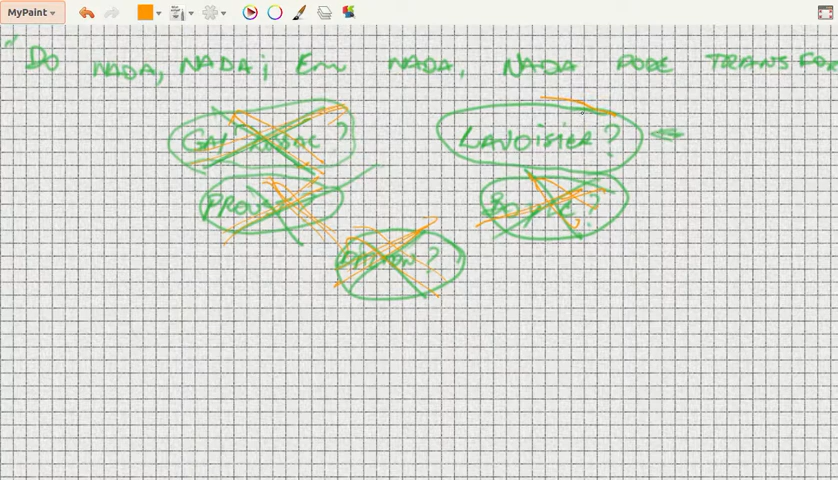 MyPaint
" Do NADA, NADA; Em NADA, NADA PODE TRANSFOR
GAY LUSSAC ? LAVOISIER ?
PROUST ? BOYLE ?
DALTON ?